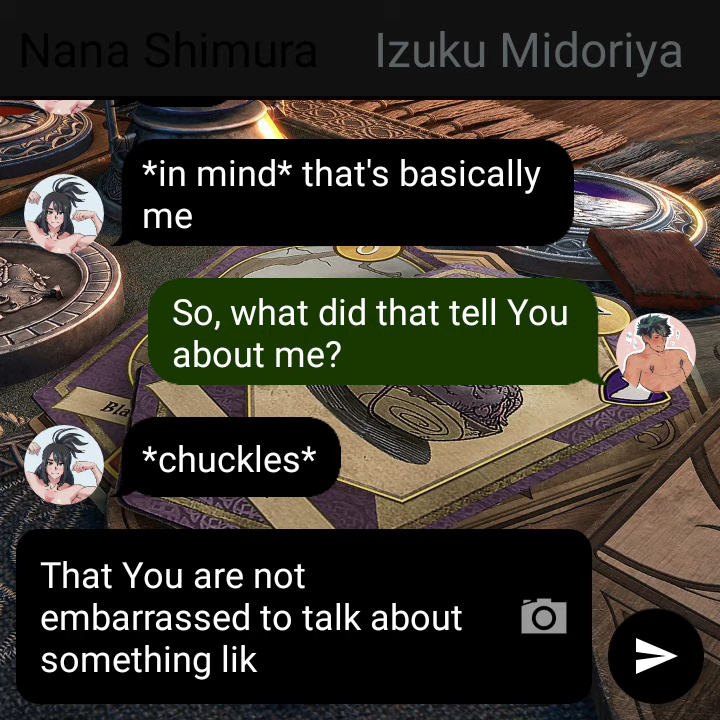 Nana Shimura Izuku Midoriya
*in mind* that's basically
me
So, what did that tell You
about me?
Bla
*chuckles*
That You are not
embarrassed to talk about
something lik